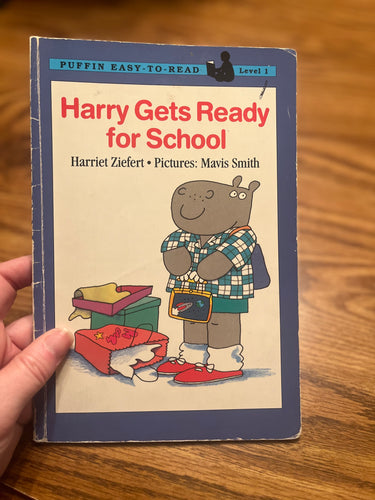 PUFFIN EASY-TO-READ Level 1
Harry Gets Ready
for School
Harriet Ziefert • Pictures: Mavis Smith